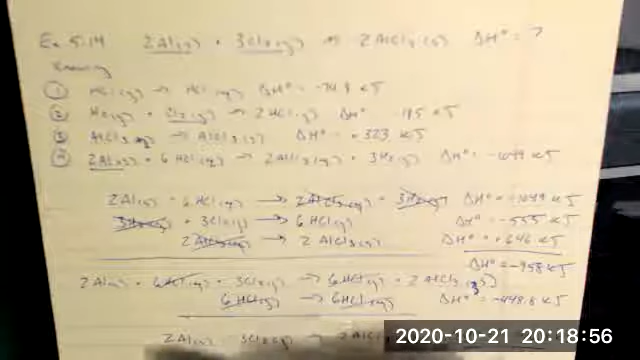 Ex 5.14 2Al(s) + 3Cl₂(g) → 2AlCl₃(s) ΔH° = ?
① HCl(g) → HCl(aq) ΔH° = -74.8 kJ
② H₂(g) + Cl₂(g) → 2HCl(g) ΔH° -185 kJ
③ AlCl₃(aq) → AlCl₃(s) ΔH° = +323 kJ
④ 2Al(s) + 6HCl(aq) → 2AlCl₃(aq) + 3H₂(g) ΔH° = -1049 kJ
2Al(s) + 6HCl(aq) → 2AlCl₃(aq) + 3H₂(g) ΔH° = -1049 kJ
3H₂(g) + 3Cl₂(g) → 6HCl(g) ΔH° = -555 kJ
2AlCl₃(aq) → 2AlCl₃(s) ΔH° = +646 kJ
ΔH° = -958 kJ
2Al(s) + 6HCl(aq) + 3Cl₂(g) → 6HCl(g) + 2AlCl₃(s)
6HCl(g) → 6HCl(aq) ΔH° = -448.8 kJ
2Al(s) 3Cl₂(g) →
2020-10-21 20:18:56